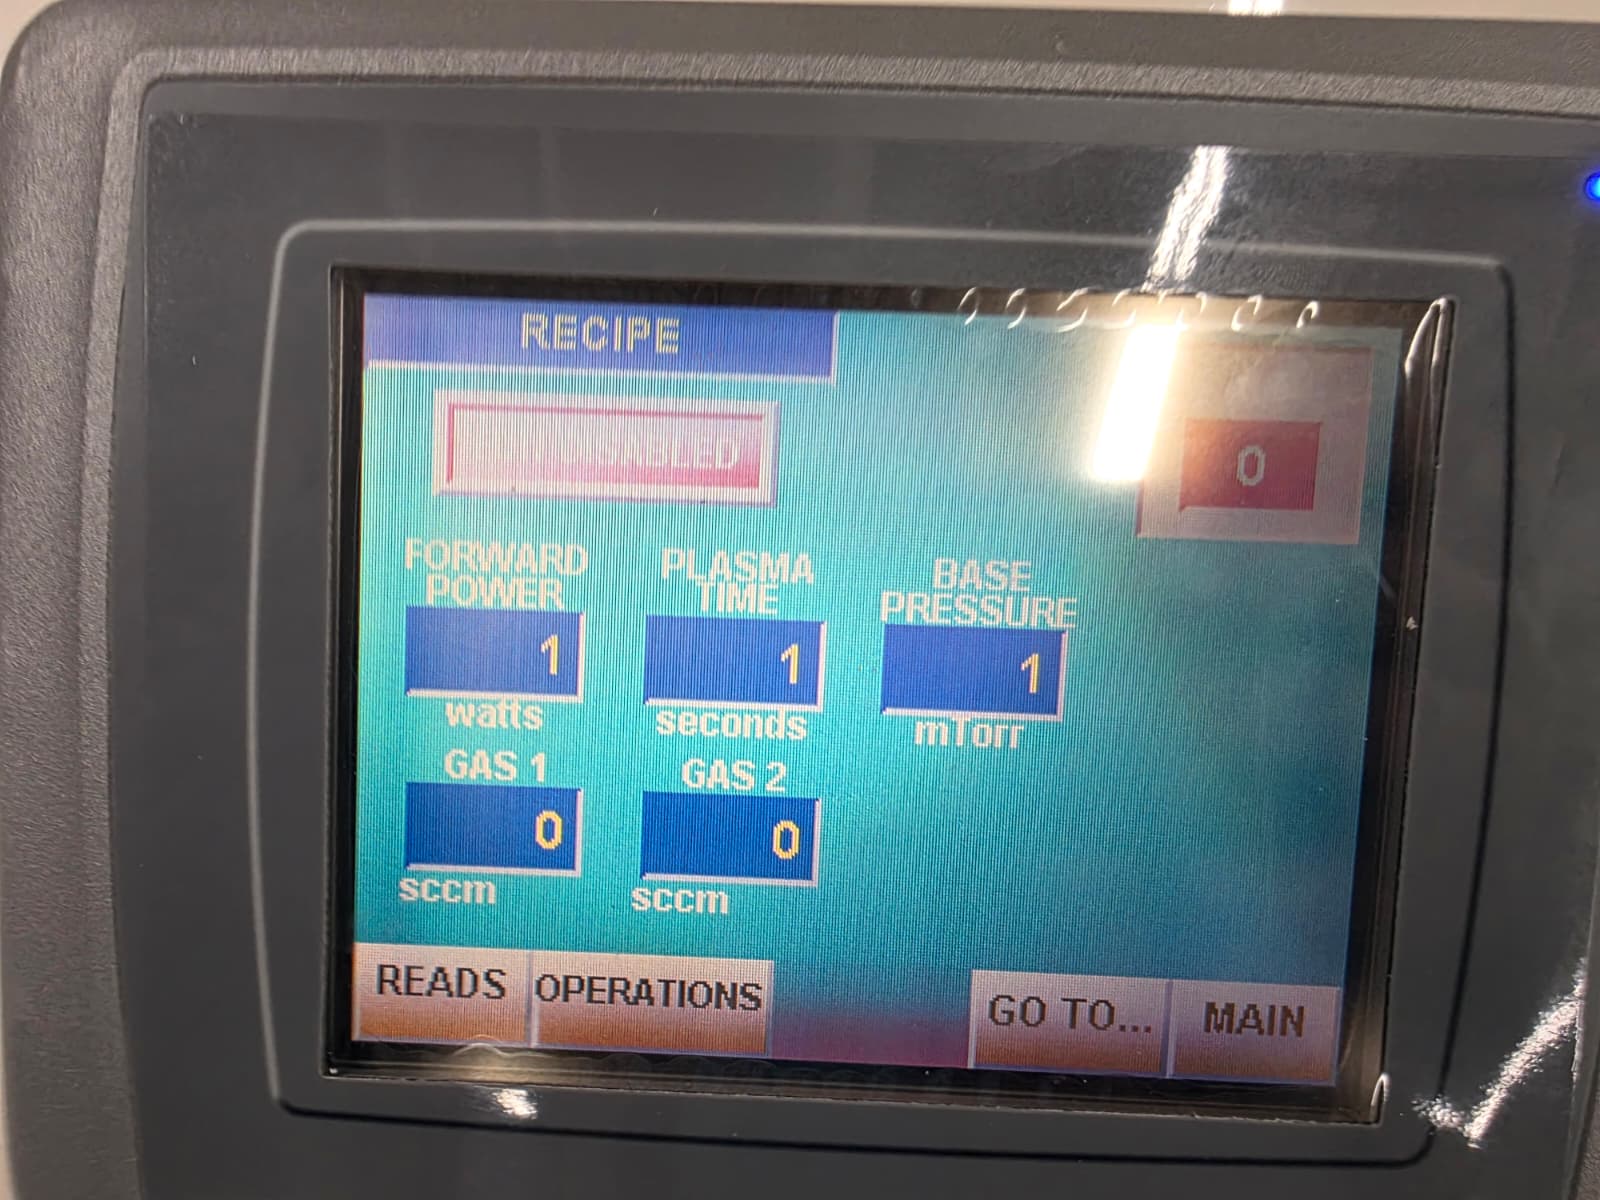 RECIPE
DISABLED
0
FORWARD POWER
PLASMA TIME
BASE PRESSURE
1
1
1
watts
seconds
mTorr
GAS 1
GAS 2
0
0
sccm
sccm
READS
OPERATIONS
GO TO...
MAIN